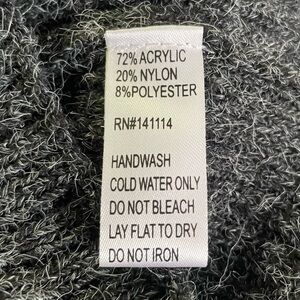 72% ACRYLIC
20% NYLON
8%POLYESTER
RN#141114
HANDWASH
COLD WATER ONLY
DO NOT BLEACH
LAY FLAT TO DRY
DO NOT IRON